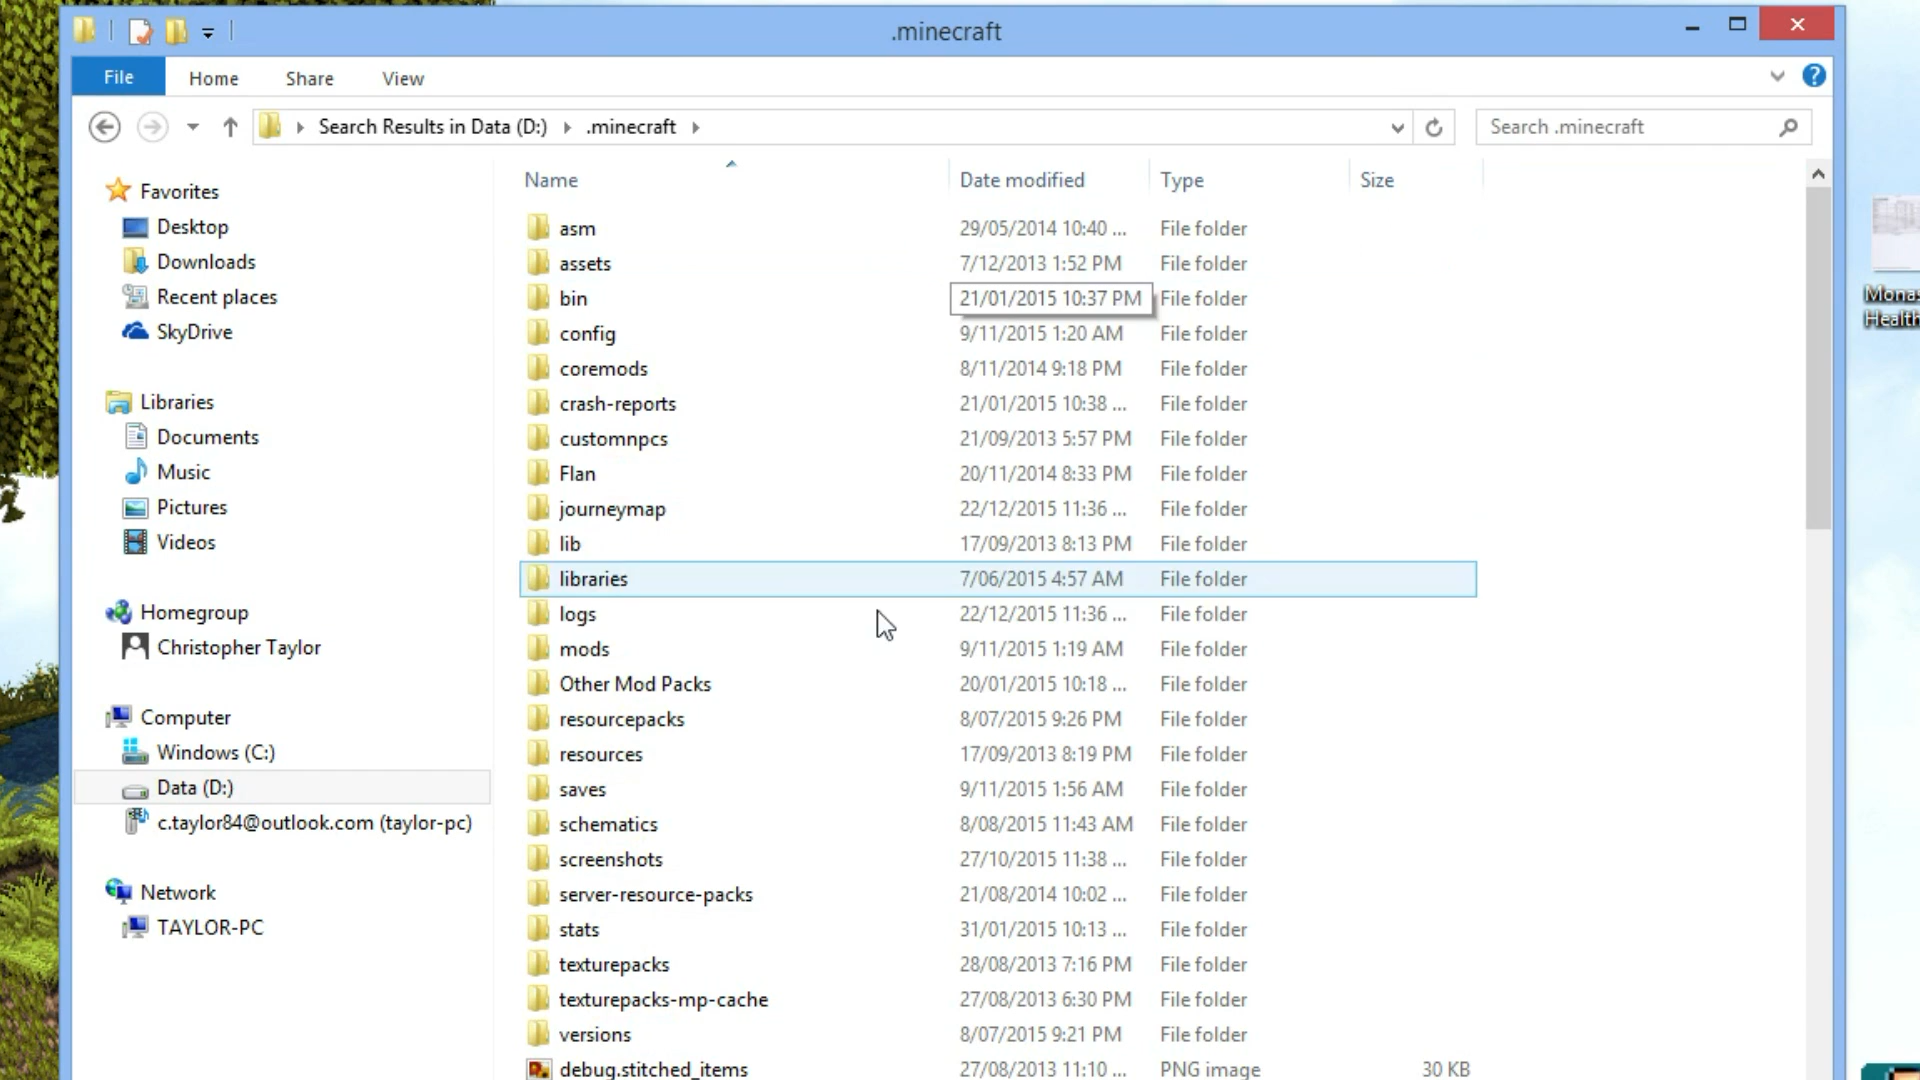 .minecraft
File Home Share View
Search Results in Data (D:) .minecraft Search .minecraft
Name Date modified Type Size
Favorites
Desktop
Downloads
Recent places
SkyDrive
Libraries
Documents
Music
Pictures
Videos
Homegroup
Christopher Taylor
Computer
Windows (C:)
Data (D:)
c.taylor84@outlook.com (taylor-pc)
Network
TAYLOR-PC
asm 29/05/2014 10:40 ... File folder
assets 7/12/2013 1:52 PM File folder
bin 21/01/2015 10:37 PM File folder
config 9/11/2015 1:20 AM File folder
coremods 8/11/2014 9:18 PM File folder
crash-reports 21/01/2015 10:38 ... File folder
customnpcs 21/09/2013 5:57 PM File folder
Flan 20/11/2014 8:33 PM File folder
journeymap 22/12/2015 11:36 ... File folder
lib 17/09/2013 8:13 PM File folder
libraries 7/06/2015 4:57 AM File folder
logs 22/12/2015 11:36 ... File folder
mods 9/11/2015 1:19 AM File folder
Other Mod Packs 20/01/2015 10:18 ... File folder
resourcepacks 8/07/2015 9:26 PM File folder
resources 17/09/2013 8:19 PM File folder
saves 9/11/2015 1:56 AM File folder
schematics 8/08/2015 11:43 AM File folder
screenshots 27/10/2015 11:38 ... File folder
server-resource-packs 21/08/2014 10:02 ... File folder
stats 31/01/2015 10:13 ... File folder
texturepacks 28/08/2013 7:16 PM File folder
texturepacks-mp-cache 27/08/2013 6:30 PM File folder
versions 8/07/2015 9:21 PM File folder
debug.stitched_items 27/08/2013 11:10 ... PNG image 30 KB
Monas
Health